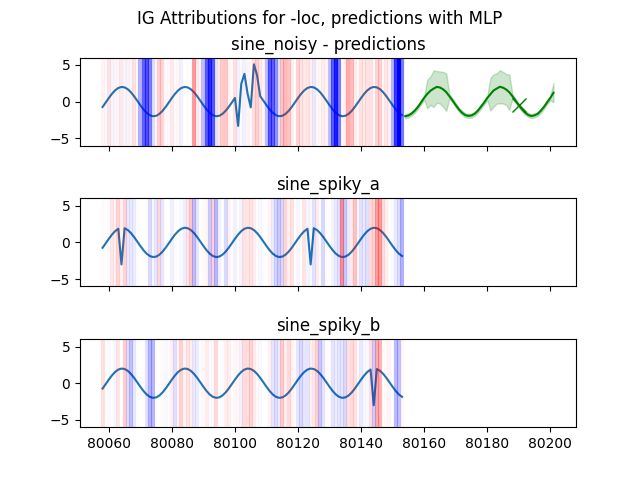 IG Attributions for -loc, predictions with MLP
sine_noisy - predictions
5
0
−5
sine_spiky_a
5
0
−5
sine_spiky_b
5
0
−5
80060 80080 80100 80120 80140 80160 80180 80200